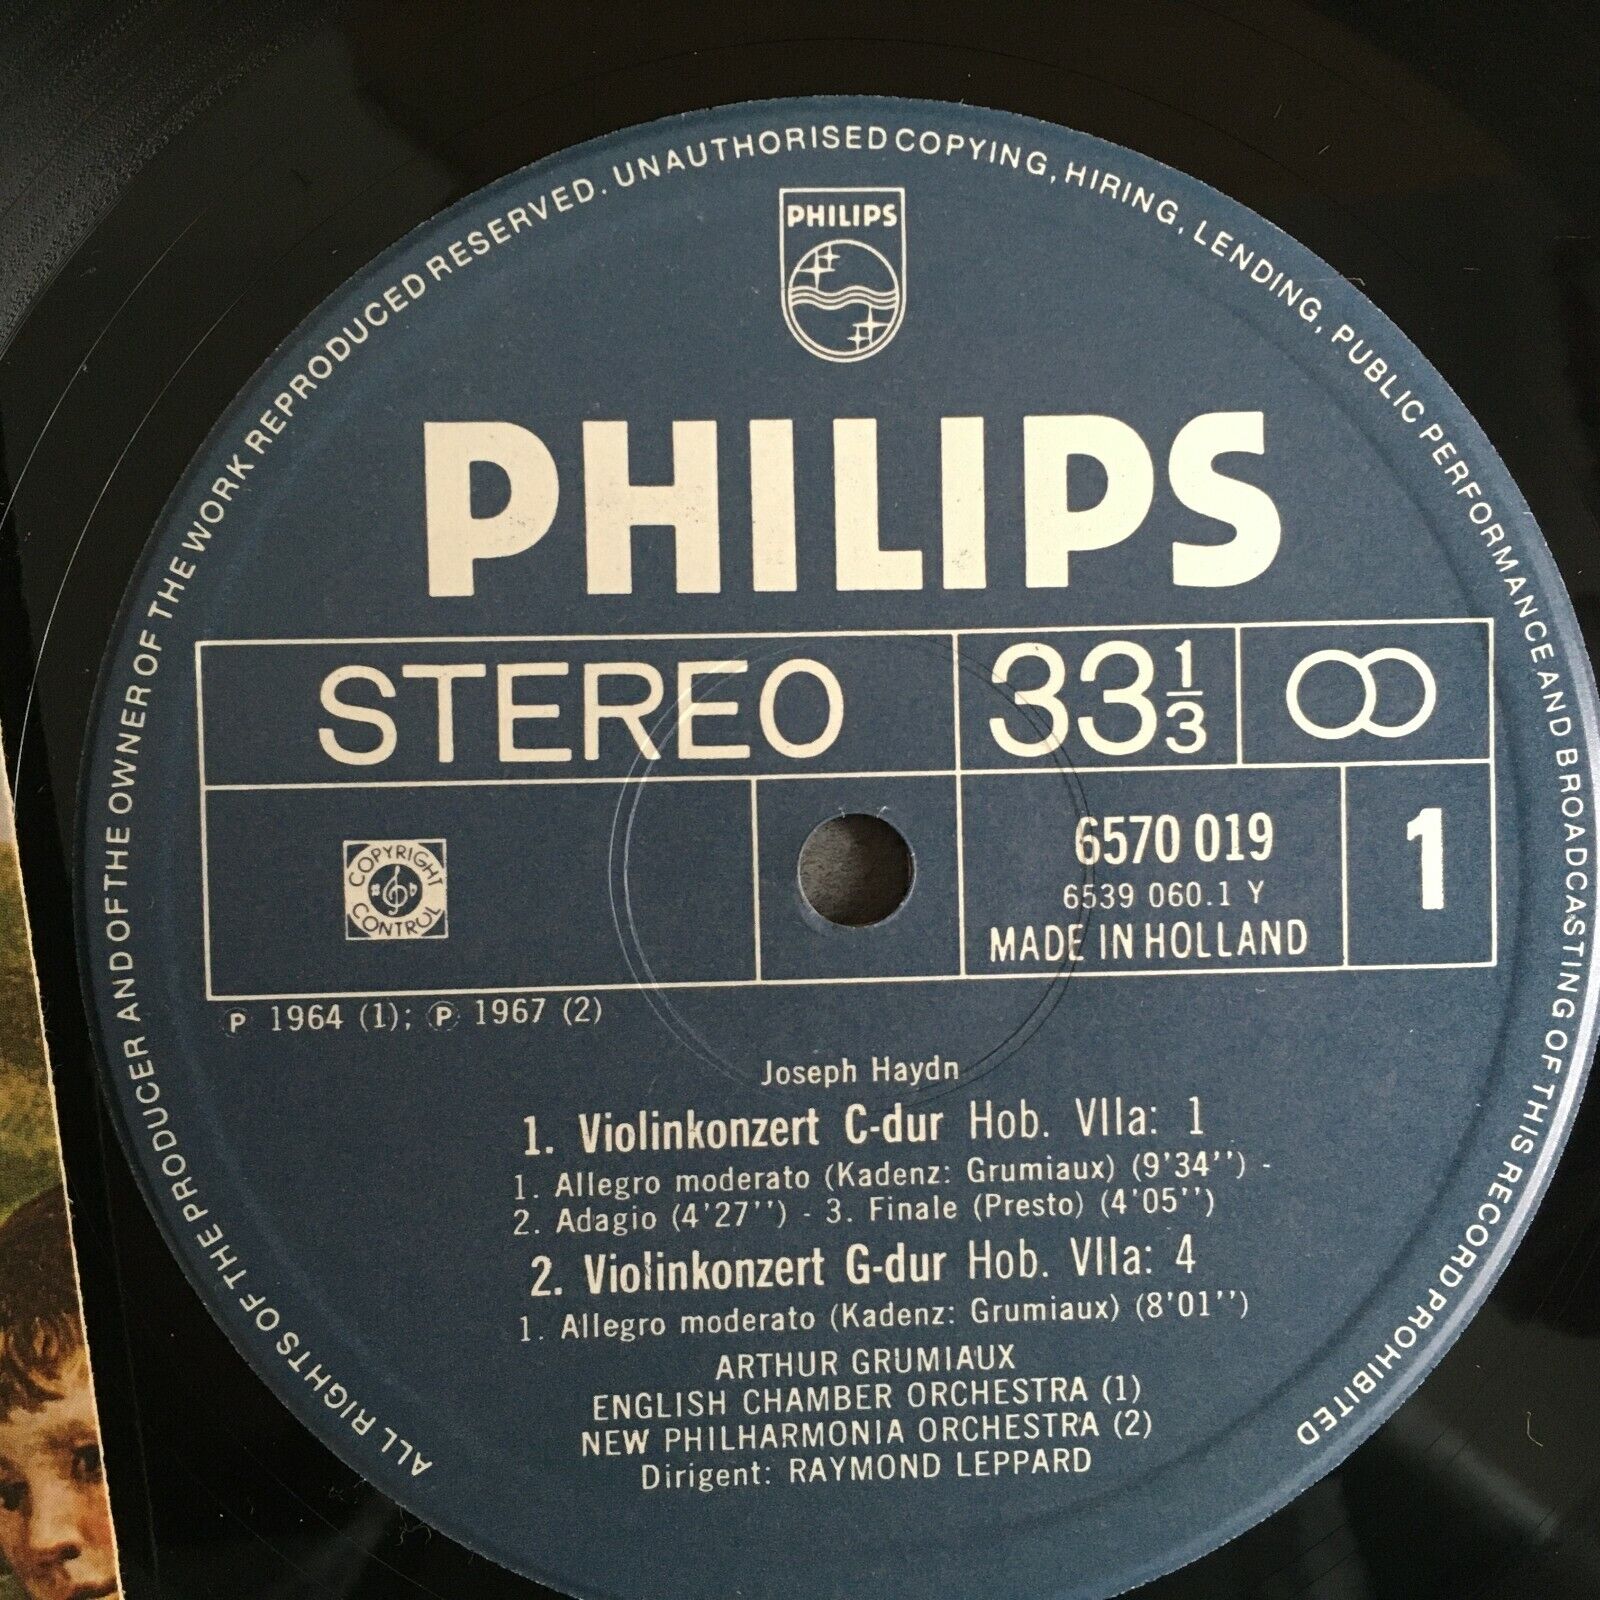 ALL RIGHTS OF THE PRODUCER AND OF THE OWNER OF THE WORK REPRODUCED RESERVED. UNAUTHORISED COPYING, HIRING, LENDING, PUBLIC PERFORMANCE AND BROADCASTING OF THIS RECORD PROHIBITED
PHILIPS
PHILIPS
STEREO 33 1/3
COPYRIGHT CONTROL
6570 019 1
6539 060.1 Y
MADE IN HOLLAND
℗ 1964 (1); ℗ 1967 (2)
Joseph Haydn
1. Violinkonzert C-dur Hob. VIIa: 1
1. Allegro moderato (Kadenz: Grumiaux) (9'34'') -
2. Adagio (4'27'') - 3. Finale (Presto) (4'05'')
2. Violinkonzert G-dur Hob. VIIa: 4
1. Allegro moderato (Kadenz: Grumiaux) (8'01'')
ARTHUR GRUMIAUX
ENGLISH CHAMBER ORCHESTRA (1)
NEW PHILHARMONIA ORCHESTRA (2)
Dirigent: RAYMOND LEPPARD